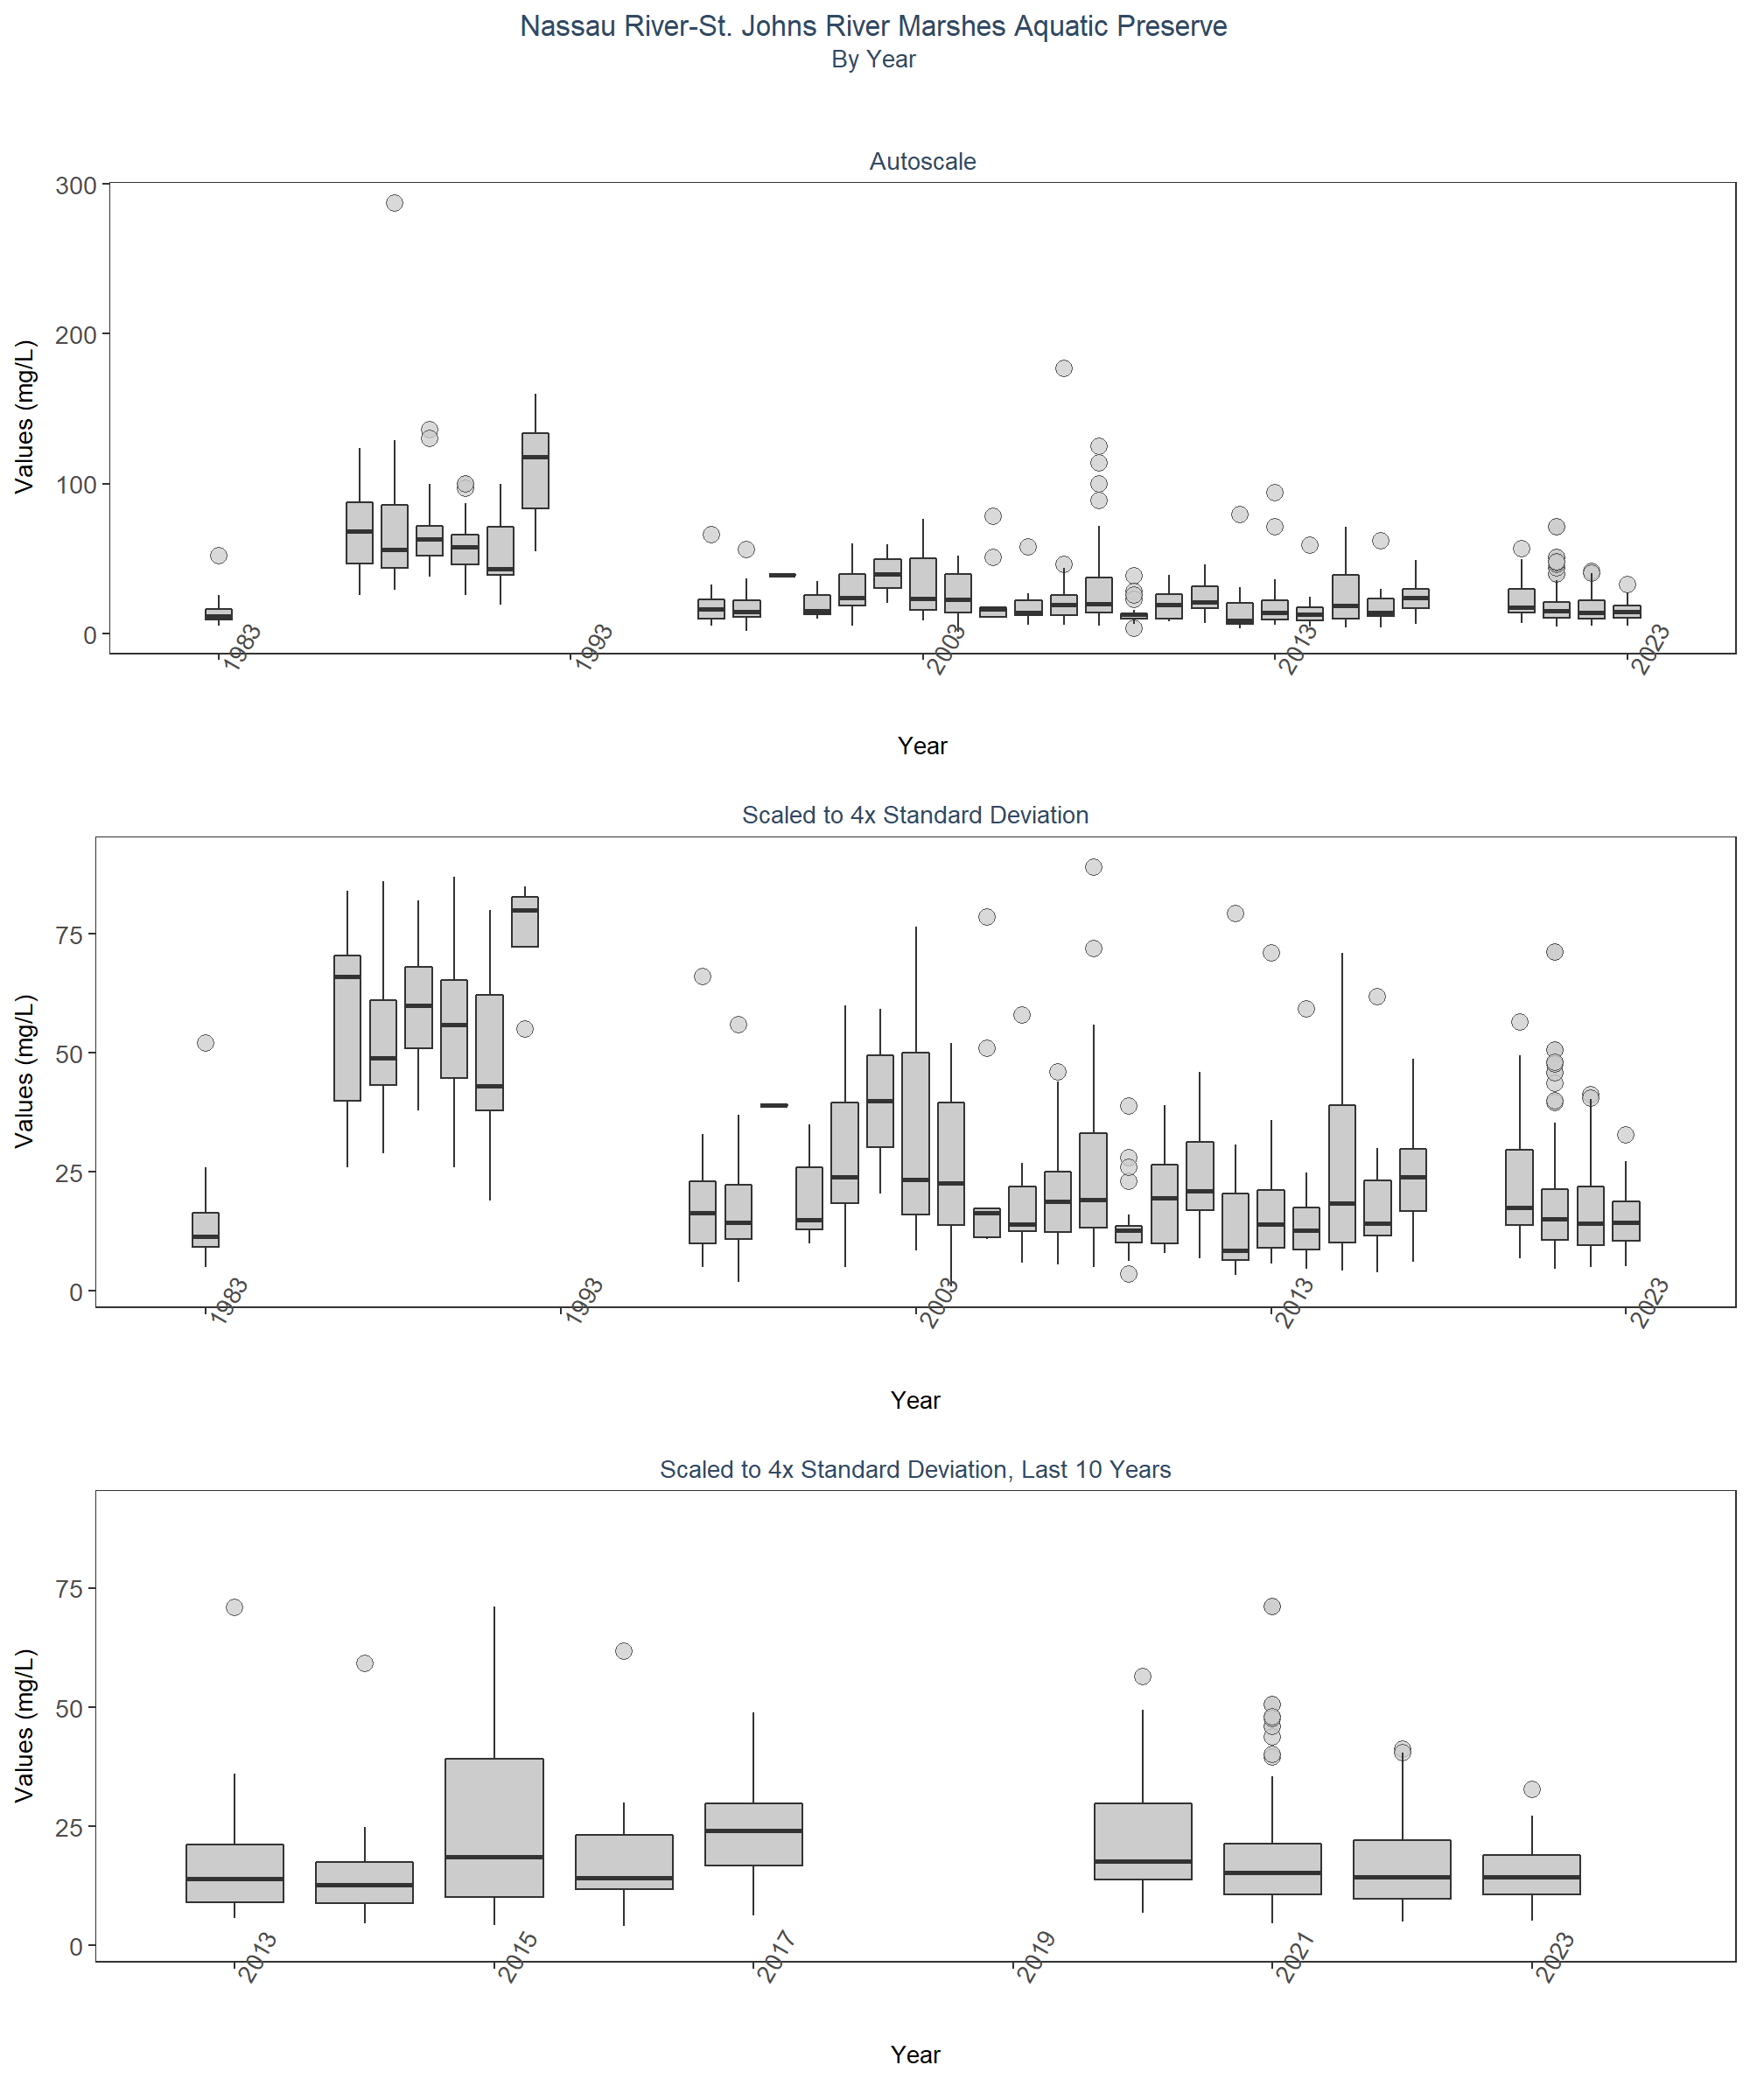 Nassau River-St. Johns River Marshes Aquatic Preserve
By Year
Autoscale
Values (mg/L)
300
200
100
0
1983
1993
2003
2013
2023
Year
Scaled to 4x Standard Deviation
Values (mg/L)
75
50
25
0
1983
1993
2003
2013
2023
Year
Scaled to 4x Standard Deviation, Last 10 Years
Values (mg/L)
75
50
25
0
2013
2015
2017
2019
2021
2023
Year